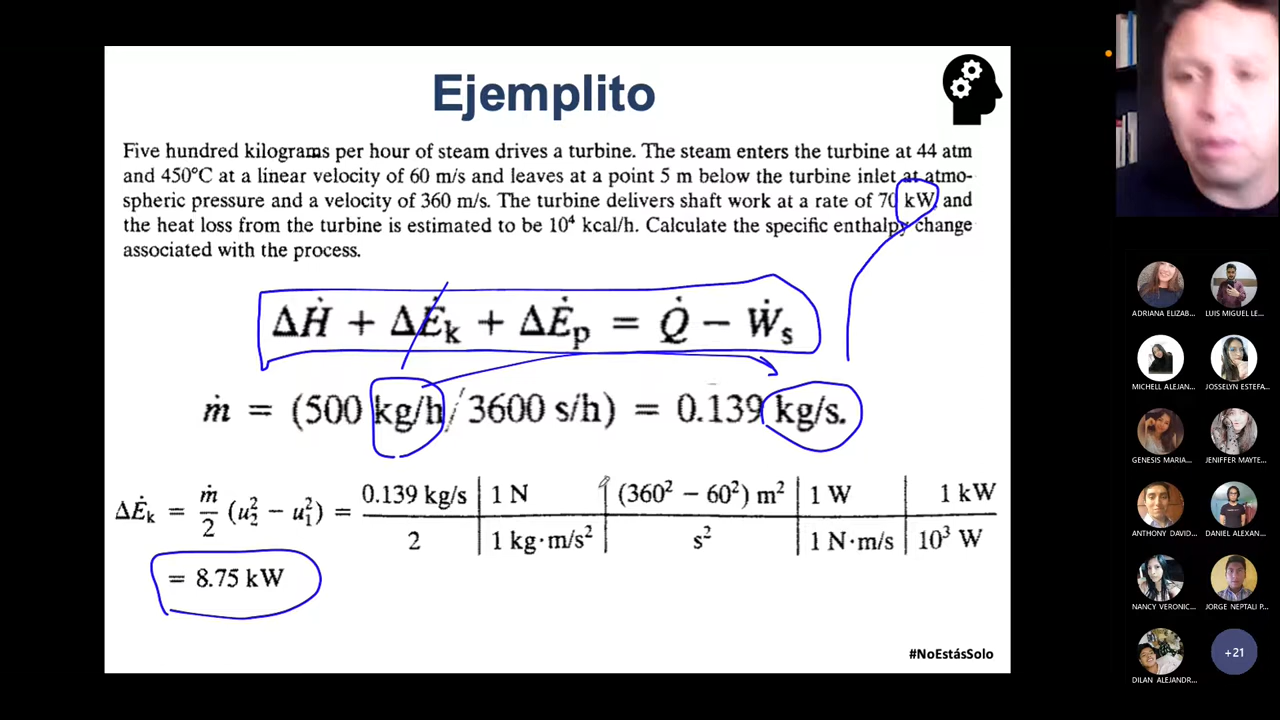 Ejemplito
Five hundred kilograms per hour of steam drives a turbine. The steam enters the turbine at 44 atm
and 450°C at a linear velocity of 60 m/s and leaves at a point 5 m below the turbine inlet at atmo-
spheric pressure and a velocity of 360 m/s. The turbine delivers shaft work at a rate of 70 kW, and
the heat loss from the turbine is estimated to be 10⁴ kcal/h. Calculate the specific enthalpy change
associated with the process.
ΔḢ + ΔĖk + ΔĖp = Q̇ − Ẇs
ṁ = (500 kg/h/3600 s/h) = 0.139 kg/s.
ΔĖk = ṁ/2 (u₂² − u₁²) = 0.139 kg/s | 1 N | (360² − 60²) m² | 1 W | 1 kW
2 | 1 kg·m/s² | s² | 1 N·m/s | 10³ W
= 8.75 kW
#NoEstásSolo
ADRIANA ELIZAB...
LUIS MIGUEL LE...
MICHELL ALEJAN...
JOSSELYN ESTEFA...
GENESIS MARIA...
JENIFFER MAYTE...
ANTHONY DAVID...
DANIEL ALEXAN...
NANCY VERONIC...
JORGE NEPTALI P...
DILAN ALEJANDR...
+21